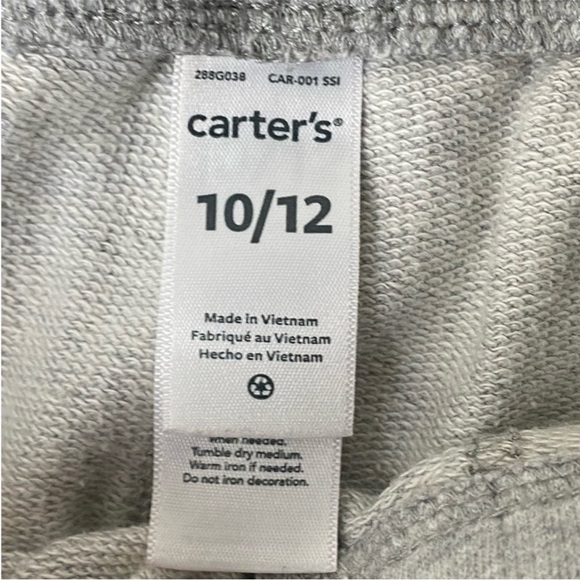 288G038 CAR-001 SSI
carter's®
10/12
Made in Vietnam
Fabriqué au Vietnam
Hecho en Vietnam
when needed.
Tumble dry medium.
Warm iron if needed.
Do not iron decoration.